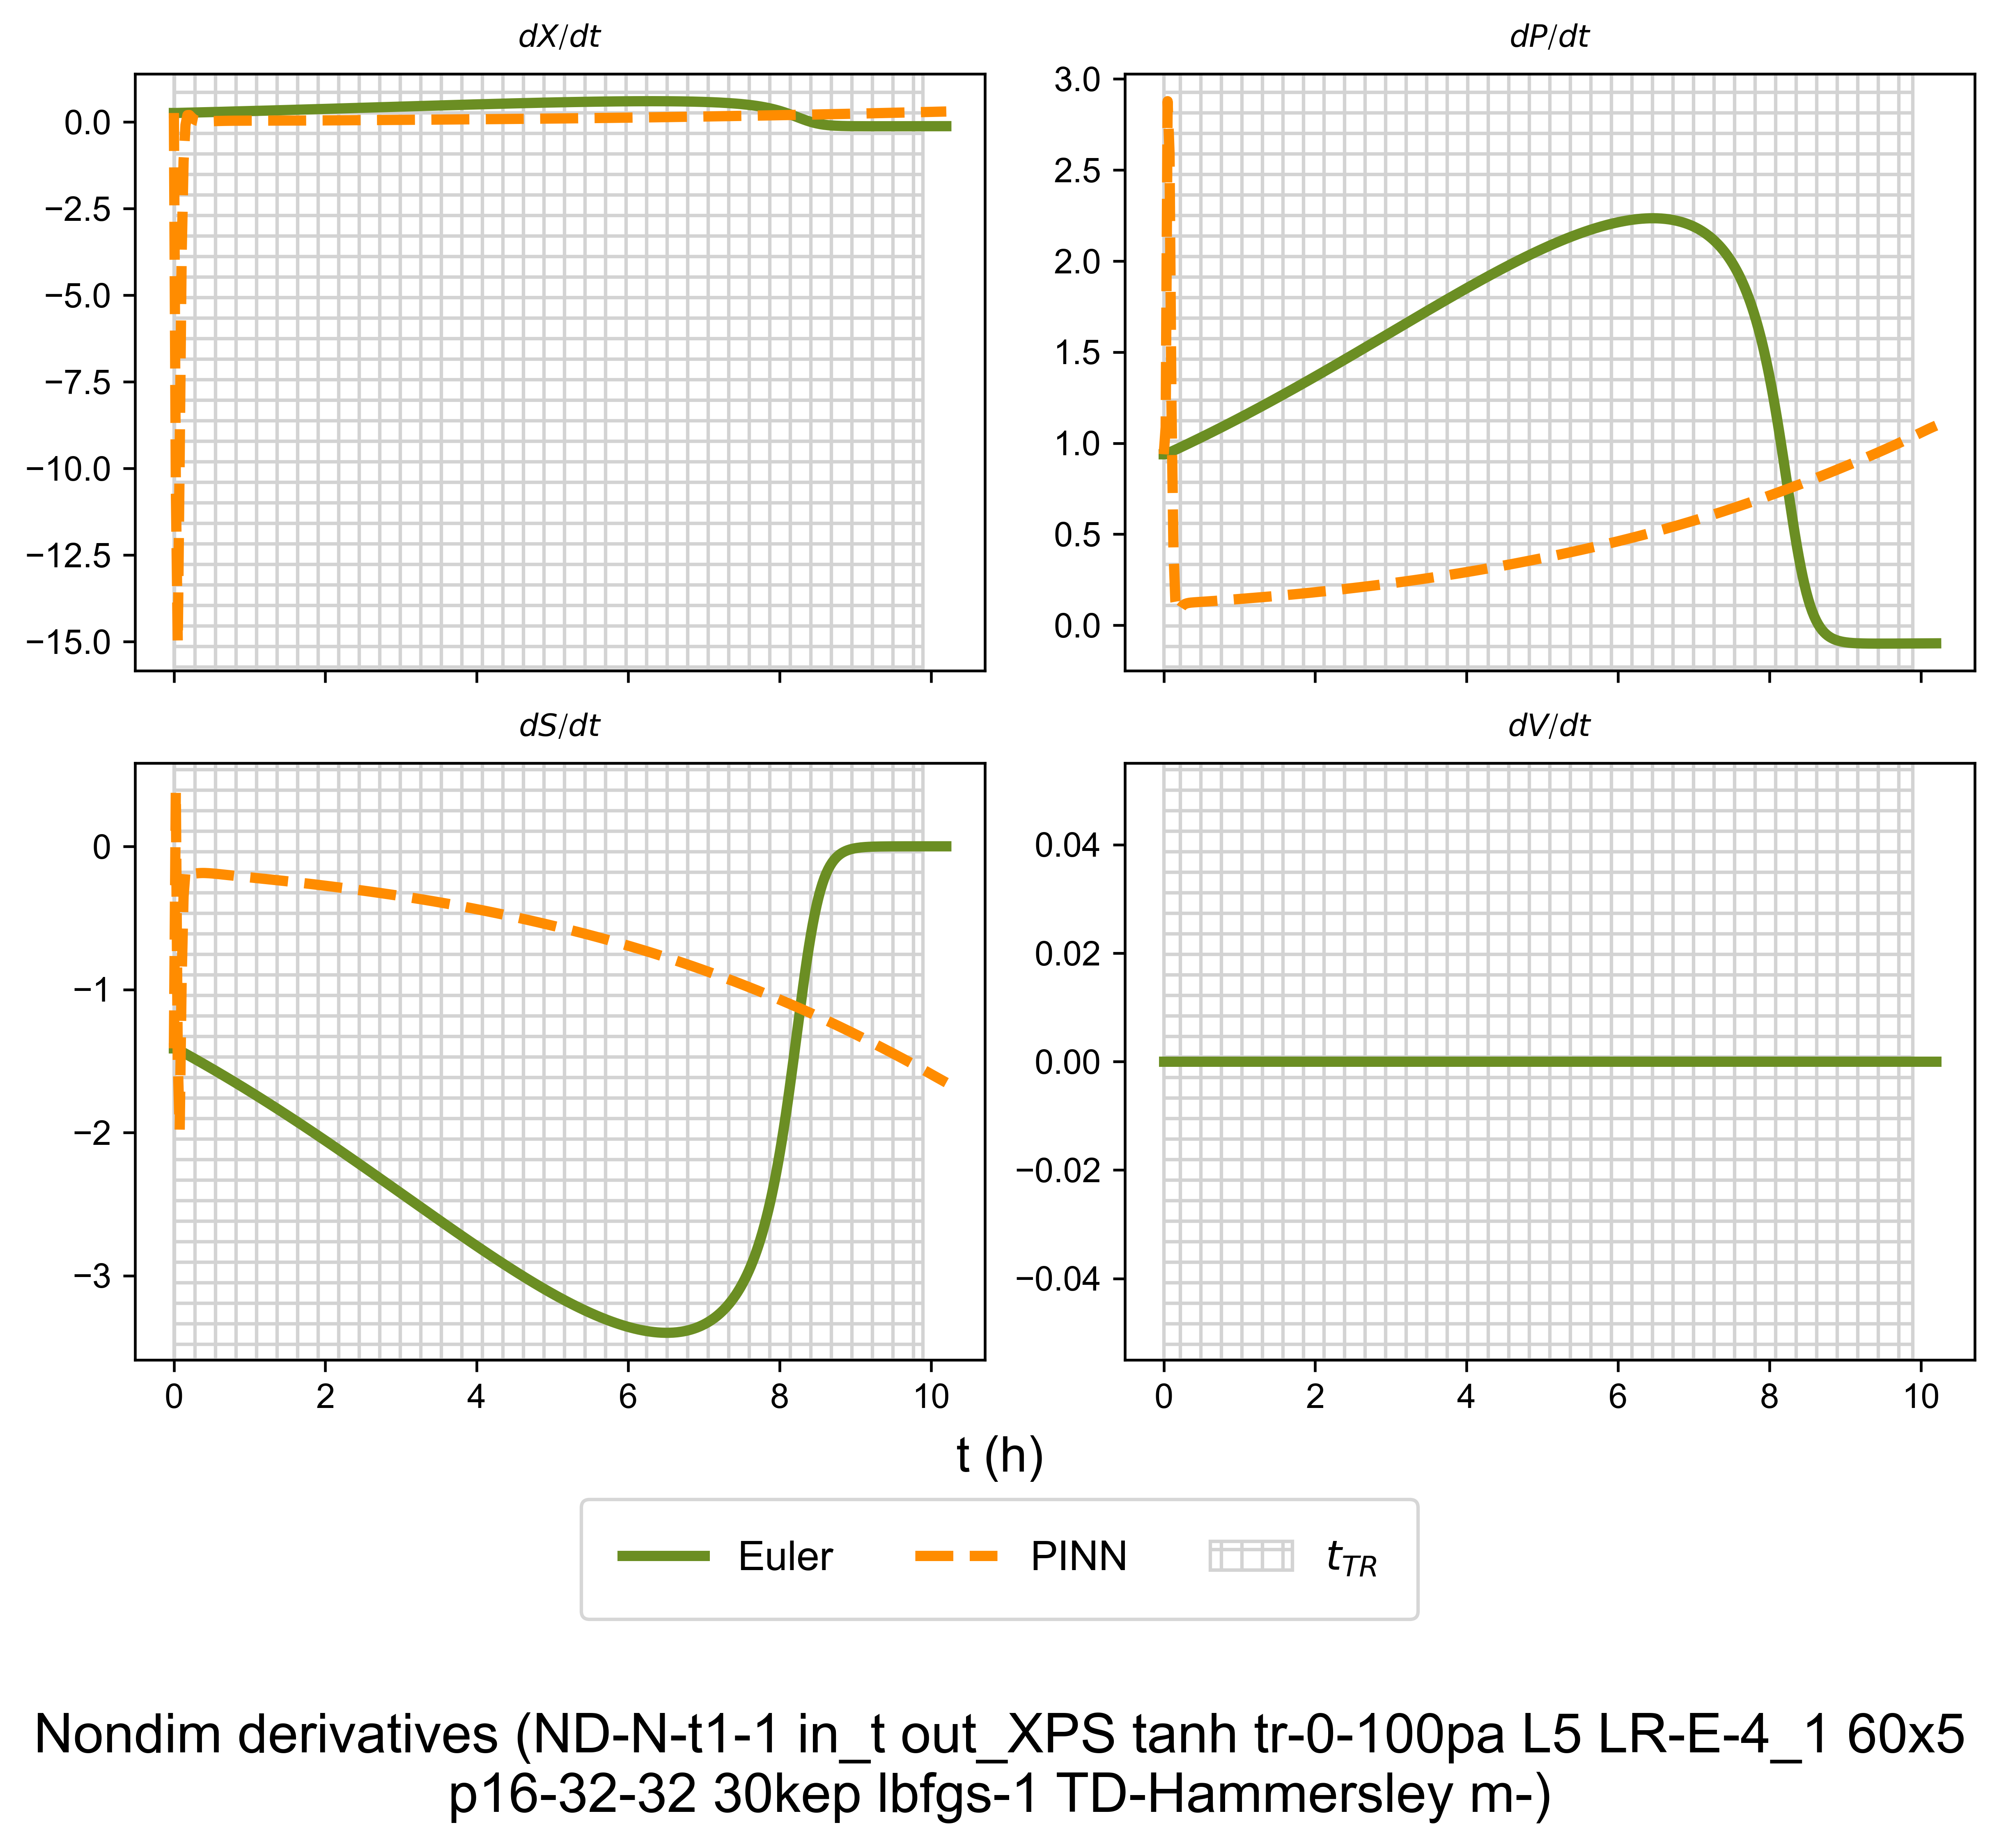 dX/dt
dP/dt
0.0
−2.5
−5.0
−7.5
−10.0
−12.5
−15.0
3.0
2.5
2.0
1.5
1.0
0.5
0.0
dS/dt
dV/dt
0
−1
−2
−3
0.04
0.02
0.00
−0.02
−0.04
0 2 4 6 8 10
0 2 4 6 8 10
t (h)
Euler PINN t_TR
Nondim derivatives (ND-N-t1-1 in_t out_XPS tanh tr-0-100pa L5 LR-E-4_1 60x5
p16-32-32 30kep lbfgs-1 TD-Hammersley m-)